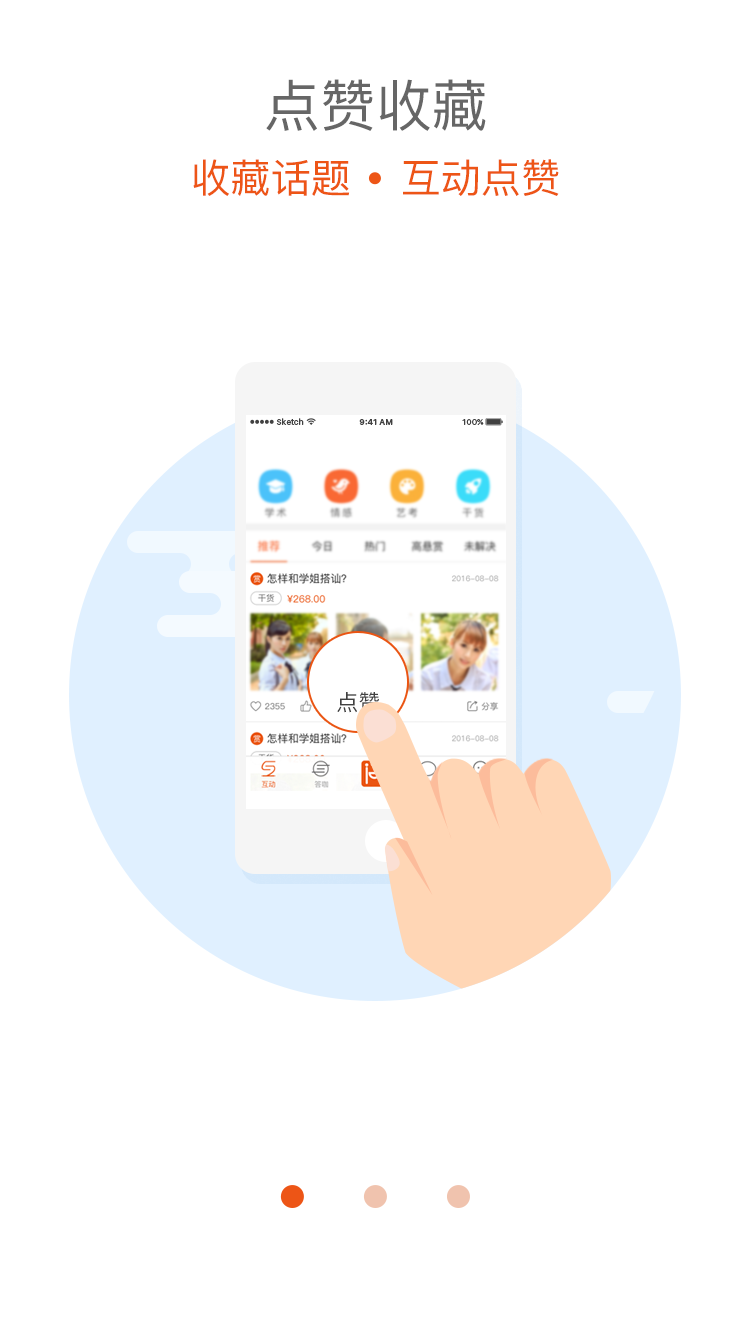 点赞收藏
收藏话题 • 互动点赞
Sketch 9:41 AM 100%
学术 情感 艺考 干货
推荐 今日 热门 高悬赏 未解决
赏 怎样和学姐搭讪? 2016-08-08
干货 ¥268.00
点赞
2355 分享
赏 怎样和学姐搭讪? 2016-08-08
互动 答咖